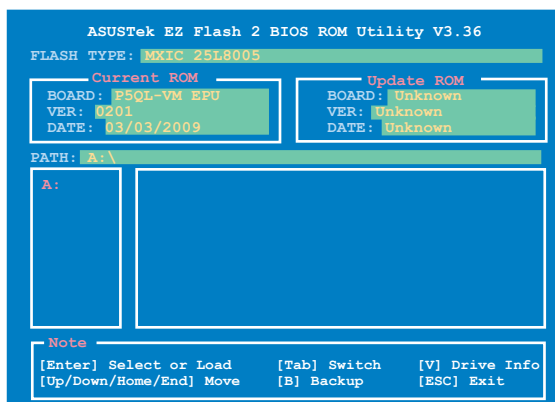 ASUSTek EZ Flash 2 BIOS ROM Utility V3.36
FLASH TYPE: MXIC 25L8005
Current ROM
BOARD: P5QL-VM EPU
VER: 0201
DATE: 03/03/2009
Update ROM
BOARD: Unknown
VER: Unknown
DATE: Unknown
PATH: A:\
A:
Note
[Enter] Select or Load [Tab] Switch [V] Drive Info
[Up/Down/Home/End] Move [B] Backup [ESC] Exit